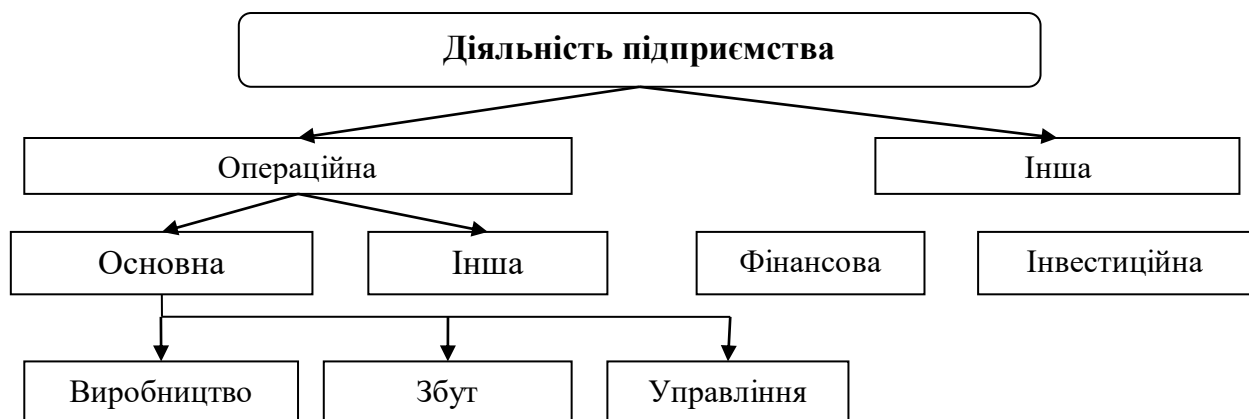 Діяльність підприємства
Операційна
Інша
Основна
Інша
Фінансова
Інвестиційна
Виробництво
Збут
Управління